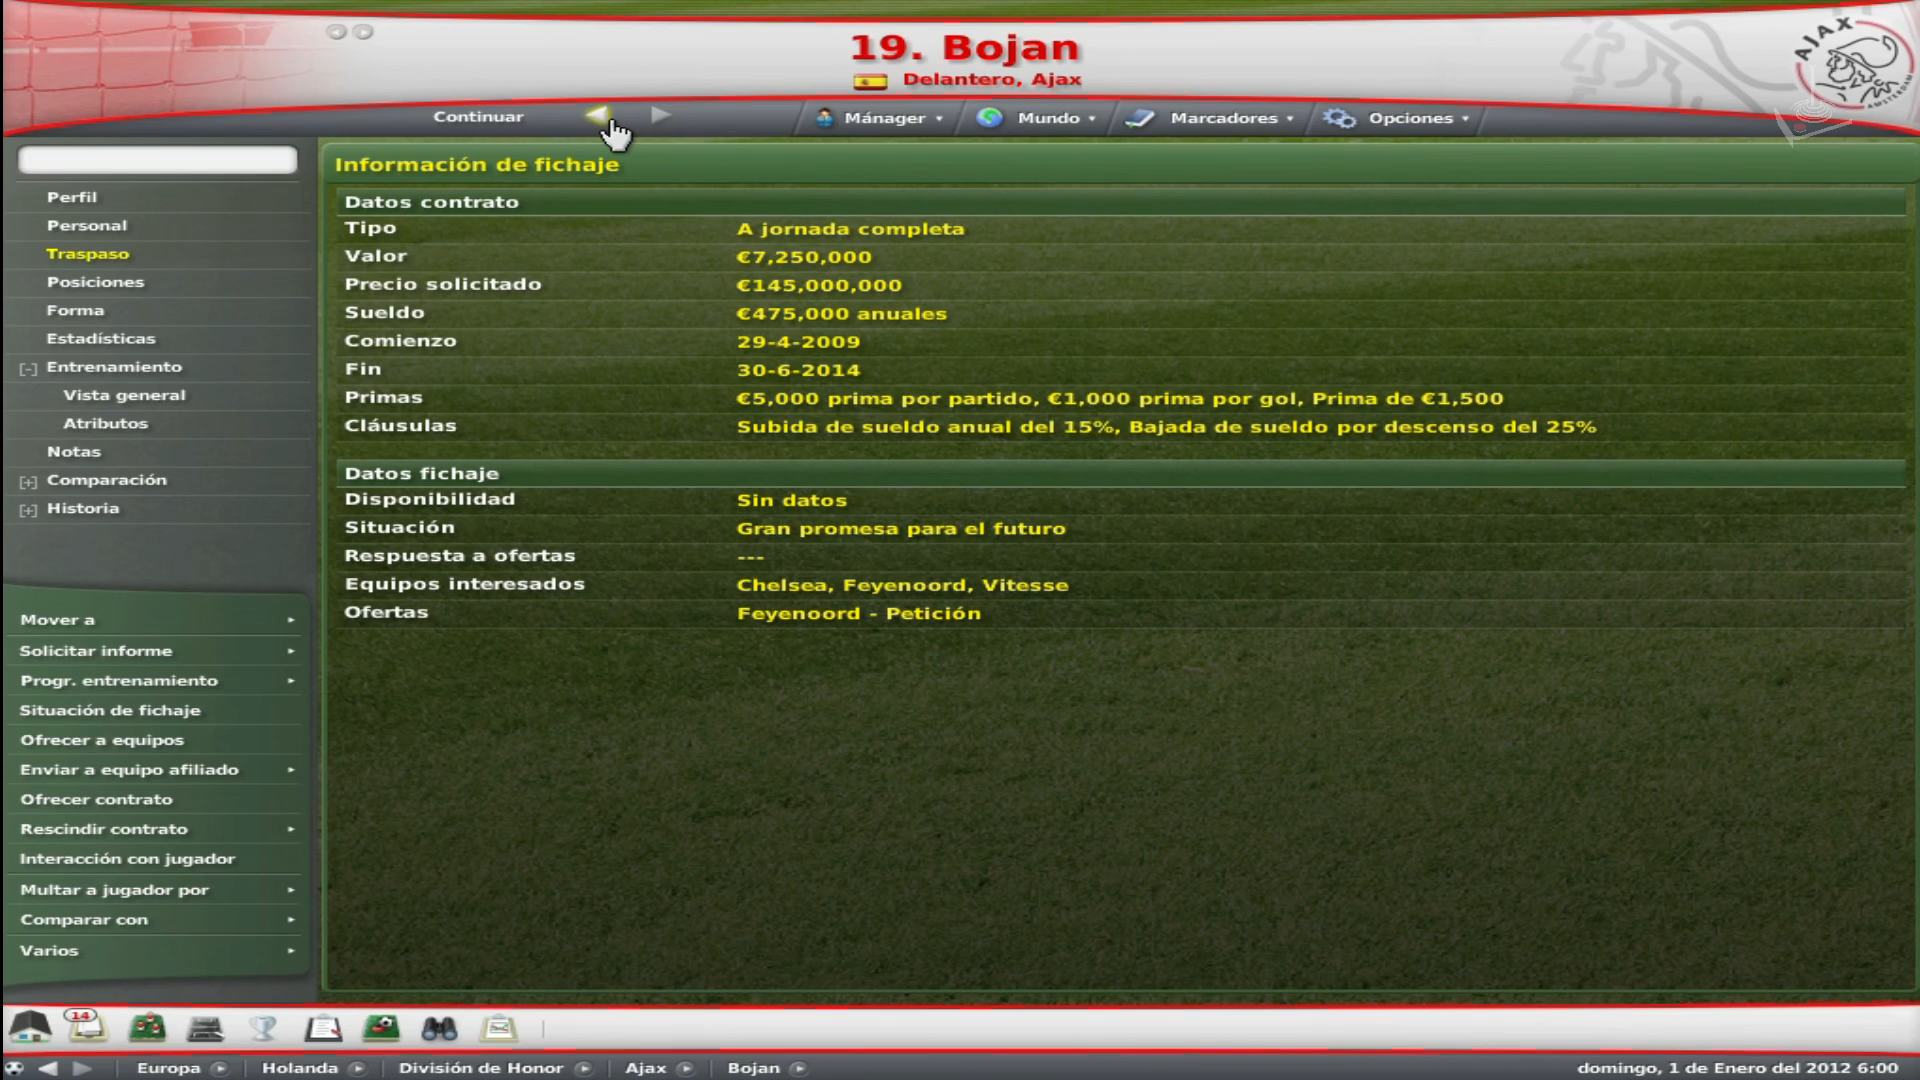 19. Bojan
Delantero, Ajax
AJAX
AMSTERDAM
Continuar
Mánager
Mundo
Marcadores
Opciones
Información de fichaje
Perfil
Personal
Traspaso
Posiciones
Forma
Estadísticas
[-] Entrenamiento
Vista general
Atributos
Notas
[+] Comparación
[+] Historia
Datos contrato
Tipo A jornada completa
Valor €7,250,000
Precio solicitado €145,000,000
Sueldo €475,000 anuales
Comienzo 29-4-2009
Fin 30-6-2014
Primas €5,000 prima por partido, €1,000 prima por gol, Prima de €1,500
Cláusulas Subida de sueldo anual del 15%, Bajada de sueldo por descenso del 25%
Datos fichaje
Disponibilidad Sin datos
Situación Gran promesa para el futuro
Respuesta a ofertas ---
Equipos interesados Chelsea, Feyenoord, Vitesse
Ofertas Feyenoord - Petición
Mover a
Solicitar informe
Progr. entrenamiento
Situación de fichaje
Ofrecer a equipos
Enviar a equipo afiliado
Ofrecer contrato
Rescindir contrato
Interacción con jugador
Multar a jugador por
Comparar con
Varios
14
Europa Holanda División de Honor Ajax Bojan domingo, 1 de Enero del 2012 6:00